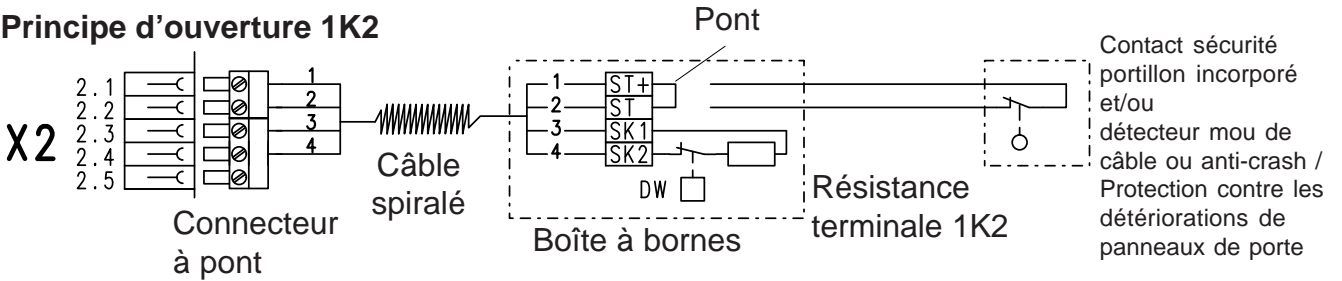 Principe d'ouverture 1K2
Pont
X2
2.1
2.2
2.3
2.4
2.5
1
2
3
4
Connecteur
à pont
Câble
spiralé
1 ST+
2 ST
3 SK1
4 SK2
DW
Boîte à bornes
Résistance
terminale 1K2
Contact sécurité
portillon incorporé
et/ou
détecteur mou de
câble ou anti-crash /
Protection contre les
détériorations de
panneaux de porte